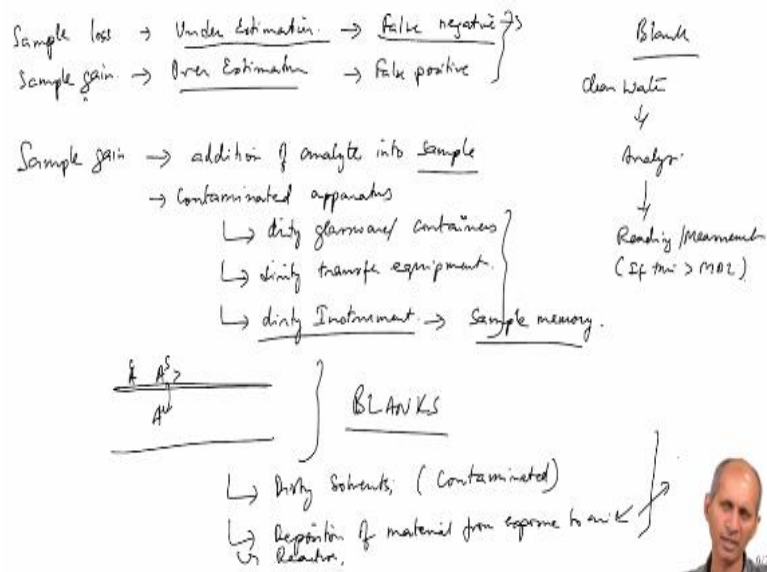 Sample loss → Under Estimation. → False negative
Sample gain. → Over Estimation → False positive
Sample gain → addition of analyte into sample
→ Contaminated apparatus
↳ dirty glassware/ containers
↳ dirty transfer equipment.
↳ dirty Instrument. → Sample memory.
A A
A
BLANKS
↳ Dirty Solvents, (Contaminated)
↳ Deposition of material from exposure to air
↳ Reaction,
Blank
Clean Water
↓
Analysis.
↓
Reading /Measurement
(If this > MDL)